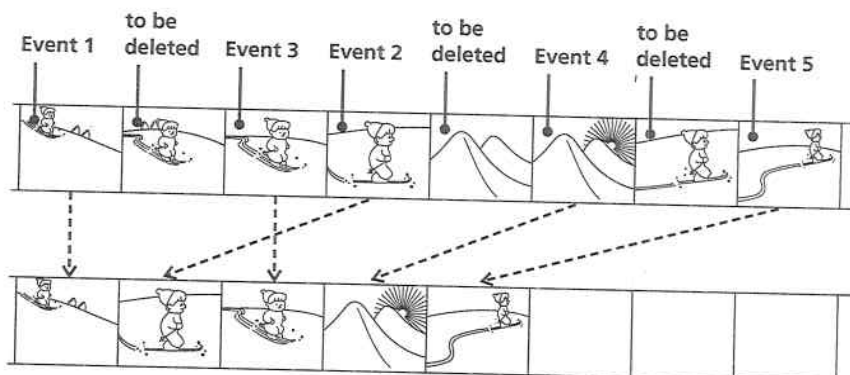 Event 1
to be
deleted
Event 3
Event 2
to be
deleted
Event 4
to be
deleted
Event 5